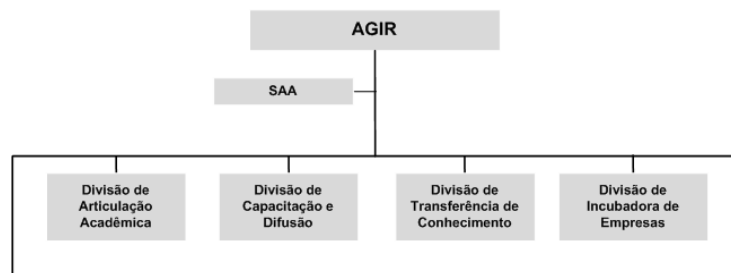 AGIR
SAA
Divisão de
Articulação
Acadêmica
Divisão de
Capacitação e
Difusão
Divisão de
Transferência de
Conhecimento
Divisão de
Incubadora de
Empresas